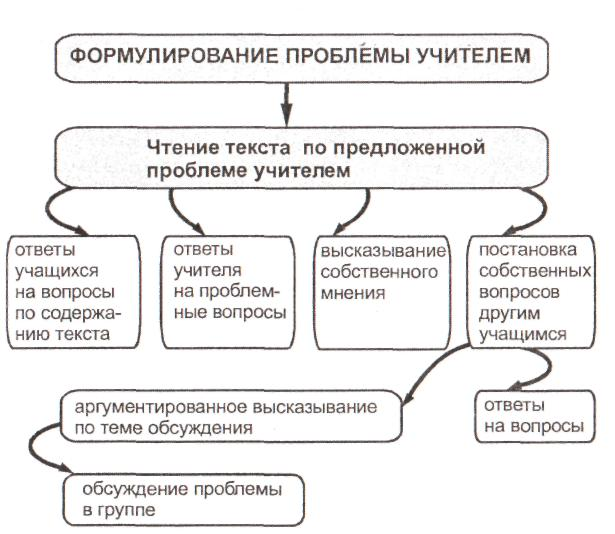 ФОРМУЛИРОВАНИЕ ПРОБЛЕМЫ УЧИТЕЛЕМ
Чтение текста по предложенной
проблеме учителем
ответы
учащихся
на вопросы
по содержа-
нию текста
ответы
учителя
на проблем-
ные вопросы
высказывание
собственного
мнения
постановка
собственных
вопросов
другим
учащимся
аргументированное высказывание
по теме обсуждения
ответы
на вопросы
обсуждение проблемы
в группе